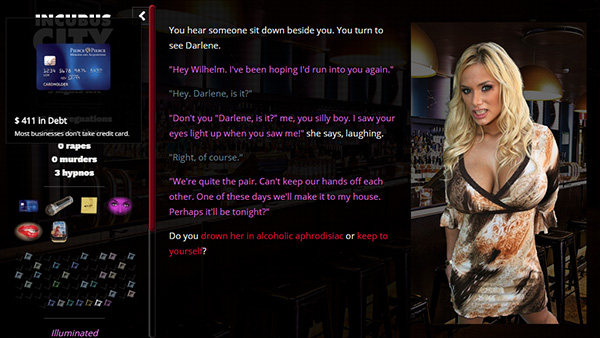 INCUBUS
CITY
PIERCE & PIERCE
CARDHOLDER
$ 411 in Debt
Most businesses don't take credit card.
0 rapes
0 murders
3 hypnos
Illuminated
You hear someone sit down beside you. You turn to
see Darlene.
"Hey Wilhelm. I've been hoping I'd run into you again."
"Hey. Darlene, is it?"
"Don't you "Darlene, is it?" me, you silly boy. I saw your
eyes light up when you saw me!" she says, laughing.
"Right, of course."
"We're quite the pair. Can't keep our hands off each
other. One of these days we'll make it to my house.
Perhaps it'll be tonight?"
Do you drown her in alcoholic aphrodisiac or keep to
yourself?